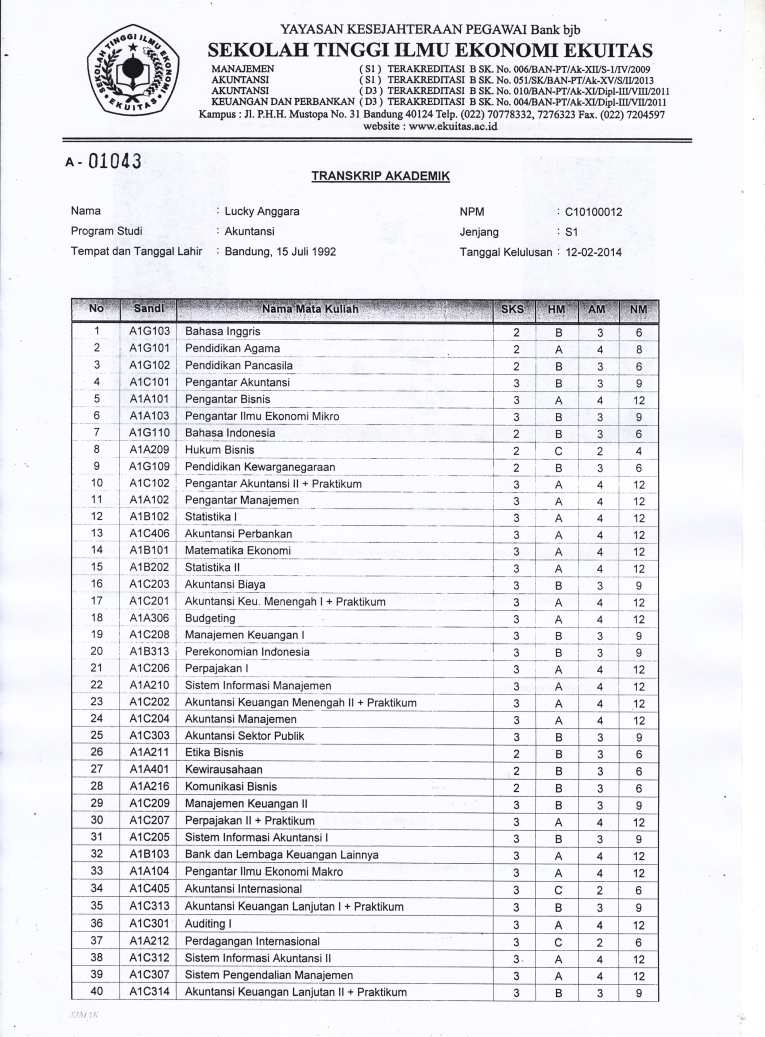 YAYASAN KESEJAHTERAAN PEGAWAI Bank bjb
SEKOLAH TINGGI ILMU EKONOMI EKUITAS
SEKOLAH TINGGI ILMU EKONOMI
EKUITAS
MANAJEMEN ( S1 ) TERAKREDITASI B SK. No. 006/BAN-PT/Ak-XII/S-1/IV/2009
AKUNTANSI ( S1 ) TERAKREDITASI B SK. No. 051/SK/BAN-PT/Ak-XV/S/II/2013
AKUNTANSI ( D3 ) TERAKREDITASI B SK. No. 010/BAN-PT/Ak-XI/Dipl-III/VIII/2011
KEUANGAN DAN PERBANKAN ( D3 ) TERAKREDITASI B SK. No. 004/BAN-PT/Ak-XI/Dipl-III/VII/2011
Kampus : Jl. P.H.H. Mustopa No. 31 Bandung 40124 Telp. (022) 70778332, 7276323 Fax. (022) 7204597
website : www.ekuitas.ac.id
A - 01043
TRANSKRIP AKADEMIK
Nama : Lucky Anggara NPM : C10100012
Program Studi : Akuntansi Jenjang : S1
Tempat dan Tanggal Lahir : Bandung, 15 Juli 1992 Tanggal Kelulusan : 12-02-2014
No Sandi Nama Mata Kuliah SKS HM AM NM
1 A1G103 Bahasa Inggris 2 B 3 6
2 A1G101 Pendidikan Agama 2 A 4 8
3 A1G102 Pendidikan Pancasila 2 B 3 6
4 A1C101 Pengantar Akuntansi 3 B 3 9
5 A1A101 Pengantar Bisnis 3 A 4 12
6 A1A103 Pengantar Ilmu Ekonomi Mikro 3 B 3 9
7 A1G110 Bahasa Indonesia 2 B 3 6
8 A1A209 Hukum Bisnis 2 C 2 4
9 A1G109 Pendidikan Kewarganegaraan 2 B 3 6
10 A1C102 Pengantar Akuntansi II + Praktikum 3 A 4 12
11 A1A102 Pengantar Manajemen 3 A 4 12
12 A1B102 Statistika I 3 A 4 12
13 A1C406 Akuntansi Perbankan 3 A 4 12
14 A1B101 Matematika Ekonomi 3 A 4 12
15 A1B202 Statistika II 3 A 4 12
16 A1C203 Akuntansi Biaya 3 B 3 9
17 A1C201 Akuntansi Keu. Menengah I + Praktikum 3 A 4 12
18 A1A306 Budgeting 3 A 4 12
19 A1C208 Manajemen Keuangan I 3 B 3 9
20 A1B313 Perekonomian Indonesia 3 B 3 9
21 A1C206 Perpajakan I 3 A 4 12
22 A1A210 Sistem Informasi Manajemen 3 A 4 12
23 A1C202 Akuntansi Keuangan Menengah II + Praktikum 3 A 4 12
24 A1C204 Akuntansi Manajemen 3 A 4 12
25 A1C303 Akuntansi Sektor Publik 3 B 3 9
26 A1A211 Etika Bisnis 2 B 3 6
27 A1A401 Kewirausahaan 2 B 3 6
28 A1A216 Komunikasi Bisnis 2 B 3 6
29 A1C209 Manajemen Keuangan II 3 B 3 9
30 A1C207 Perpajakan II + Praktikum 3 A 4 12
31 A1C205 Sistem Informasi Akuntansi I 3 B 3 9
32 A1B103 Bank dan Lembaga Keuangan Lainnya 3 A 4 12
33 A1A104 Pengantar Ilmu Ekonomi Makro 3 A 4 12
34 A1C405 Akuntansi Internasional 3 C 2 6
35 A1C313 Akuntansi Keuangan Lanjutan I + Praktikum 3 B 3 9
36 A1C301 Auditing I 3 A 4 12
37 A1A212 Perdagangan Internasional 3 C 2 6
38 A1C312 Sistem Informasi Akuntansi II 3 A 4 12
39 A1C307 Sistem Pengendalian Manajemen 3 A 4 12
40 A1C314 Akuntansi Keuangan Lanjutan II + Praktikum 3 B 3 9